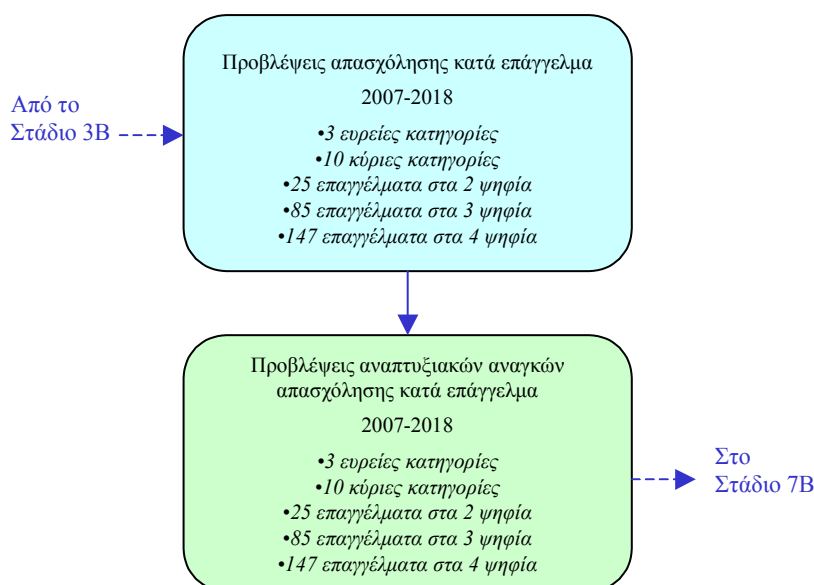 Προβλέψεις απασχόλησης κατά επάγγελμα
2007-2018
•3 ευρείες κατηγορίες
•10 κύριες κατηγορίες
•25 επαγγέλματα στα 2 ψηφία
•85 επαγγέλματα στα 3 ψηφία
•147 επαγγέλματα στα 4 ψηφία
Από το
Στάδιο 3Β
Προβλέψεις αναπτυξιακών αναγκών
απασχόλησης κατά επάγγελμα
2007-2018
•3 ευρείες κατηγορίες
•10 κύριες κατηγορίες
•25 επαγγέλματα στα 2 ψηφία
•85 επαγγέλματα στα 3 ψηφία
•147 επαγγέλματα στα 4 ψηφία
Στο
Στάδιο 7Β